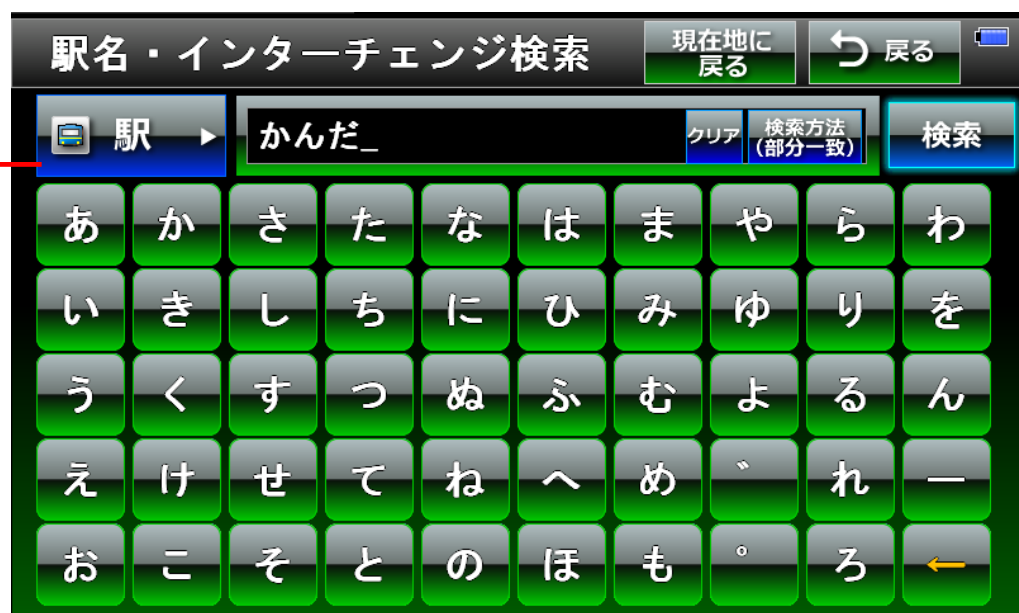 駅名・インターチェンジ検索
現在地に
戻る
戻る
駅
かんだ_
クリア
検索方法
(部分一致)
検索
あ か さ た な は ま や ら わ
い き し ち に ひ み ゆ り を
う く す つ ぬ ふ む よ る ん
え け せ て ね へ め ゛ れ ー
お こ そ と の ほ も ゜ ろ ←